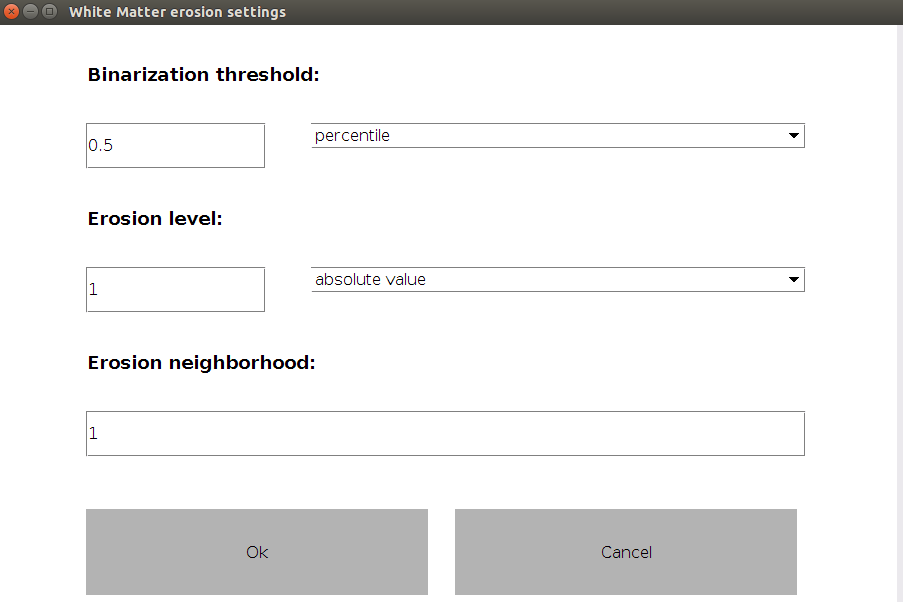 White Matter erosion settings
Binarization threshold:
0.5
percentile
Erosion level:
1
absolute value
Erosion neighborhood:
1
Ok
Cancel